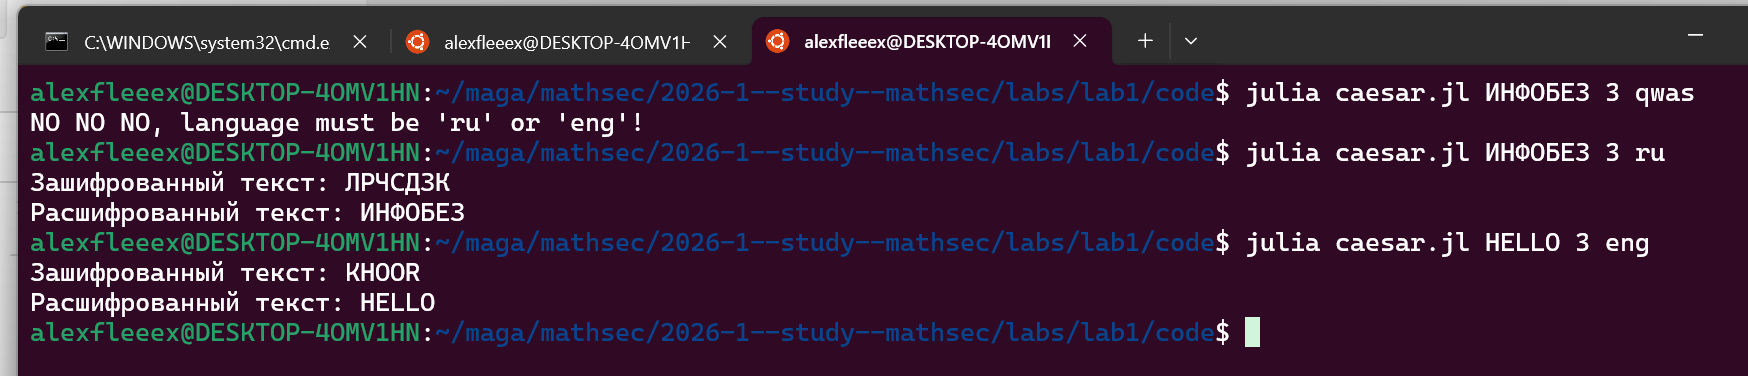 C:\WINDOWS\system32\cmd.e
alexfleeex@DESKTOP-4OMV1H
alexfleeex@DESKTOP-4OMV1I
alexfleeex@DESKTOP-4OMV1HN:~/maga/mathsec/2026-1--study--mathsec/labs/lab1/code$ julia caesar.jl ИНФОБЕЗ 3 qwas
NO NO NO, language must be 'ru' or 'eng'!
alexfleeex@DESKTOP-4OMV1HN:~/maga/mathsec/2026-1--study--mathsec/labs/lab1/code$ julia caesar.jl ИНФОБЕЗ 3 ru
Зашифрованный текст: ЛРЧСДЗК
Расшифрованный текст: ИНФОБЕЗ
alexfleeex@DESKTOP-4OMV1HN:~/maga/mathsec/2026-1--study--mathsec/labs/lab1/code$ julia caesar.jl HELLO 3 eng
Зашифрованный текст: KHOOR
Расшифрованный текст: HELLO
alexfleeex@DESKTOP-4OMV1HN:~/maga/mathsec/2026-1--study--mathsec/labs/lab1/code$